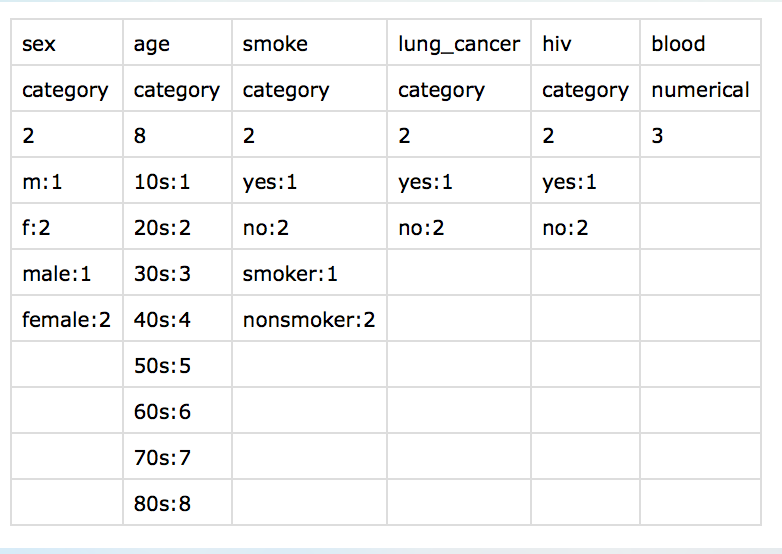 sex age smoke lung_cancer hiv blood
category category category category category numerical
2 8 2 2 2 3
m:1 10s:1 yes:1 yes:1 yes:1
f:2 20s:2 no:2 no:2 no:2
male:1 30s:3 smoker:1
female:2 40s:4 nonsmoker:2
50s:5
60s:6
70s:7
80s:8